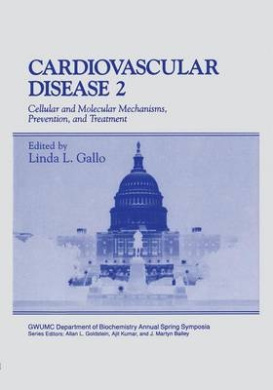 CARDIOVASCULAR
DISEASE 2
Cellular and Molecular Mechanisms,
Prevention, and Treatment
Edited by
Linda L. Gallo
GWUMC Department of Biochemistry Annual Spring Symposia
Series Editors: Allan L. Goldstein, Ajit Kumar, and J. Martyn Bailey